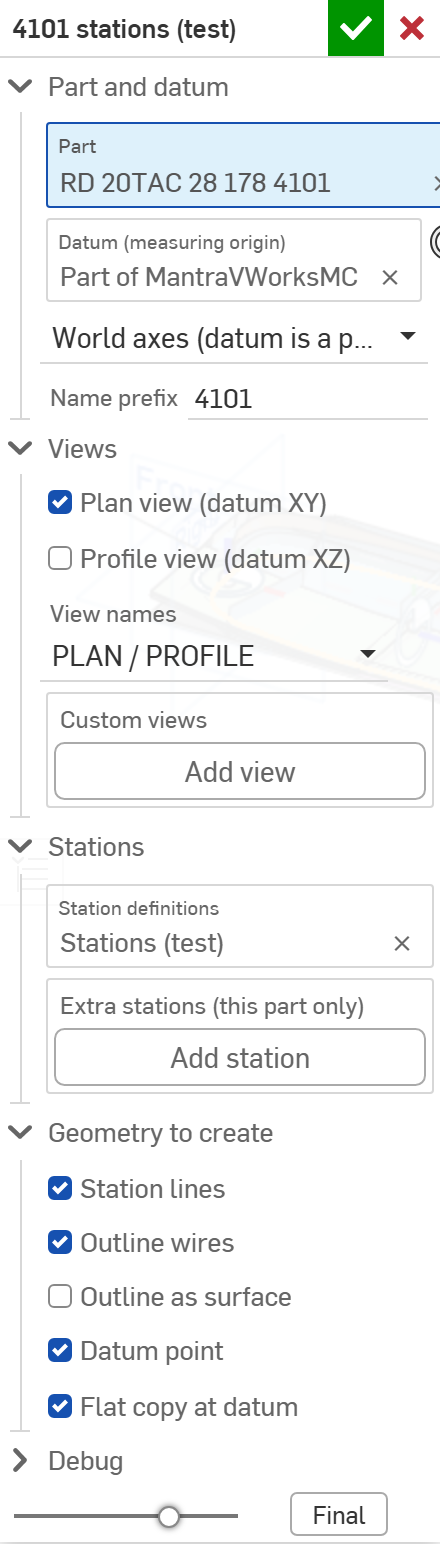 4101 stations (test)
Part and datum
Part
RD 20TAC 28 178 4101
Datum (measuring origin)
Part of MantraVWorksMC
World axes (datum is a p...
Name prefix 4101
Views
Plan view (datum XY)
Profile view (datum XZ)
View names
PLAN / PROFILE
Custom views
Add view
Stations
Station definitions
Stations (test)
Extra stations (this part only)
Add station
Geometry to create
Station lines
Outline wires
Outline as surface
Datum point
Flat copy at datum
Debug
Final